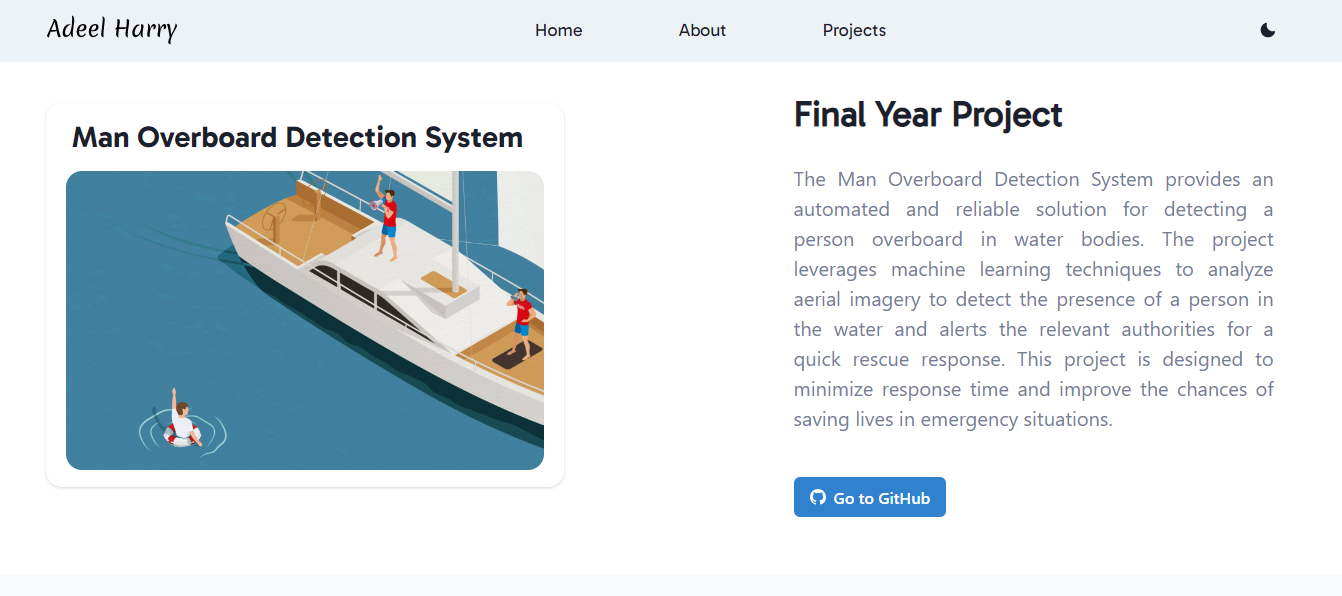 Adeel Harry
Home
About
Projects
Man Overboard Detection System
Final Year Project
The Man Overboard Detection System provides an
automated and reliable solution for detecting a
person overboard in water bodies. The project
leverages machine learning techniques to analyze
aerial imagery to detect the presence of a person in
the water and alerts the relevant authorities for a
quick rescue response. This project is designed to
minimize response time and improve the chances of
saving lives in emergency situations.
Go to GitHub